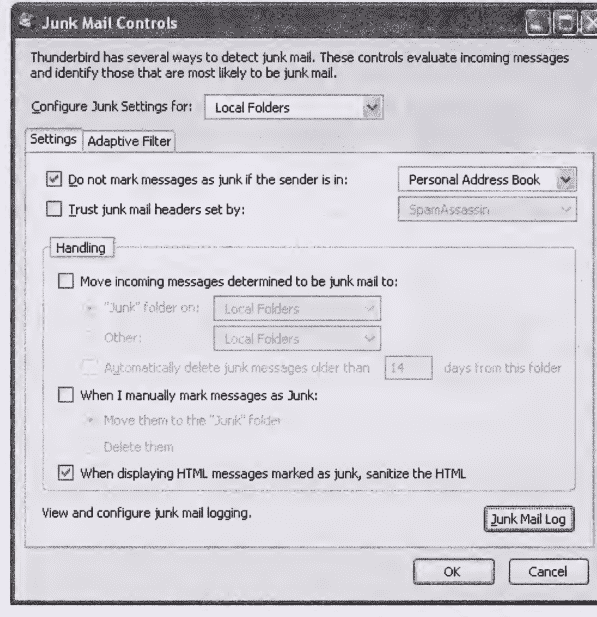 Junk Mail Controls
Thunderbird has several ways to detect junk mail. These controls evaluate incoming messages
and identify those that are most likely to be junk mail.
Configure Junk Settings for: Local Folders
Settings Adaptive Filter
Do not mark messages as junk if the sender is in: Personal Address Book
Trust junk mail headers set by: SpamAssassin
Handling
Move incoming messages determined to be junk mail to:
"Junk" folder on: Local Folders
Other: Local Folders
Automatically delete junk messages older than 14 days from this folder
When I manually mark messages as Junk:
Move them to the "Junk" folder
Delete them
When displaying HTML messages marked as junk, sanitize the HTML
View and configure junk mail logging.
Junk Mail Log
OK Cancel